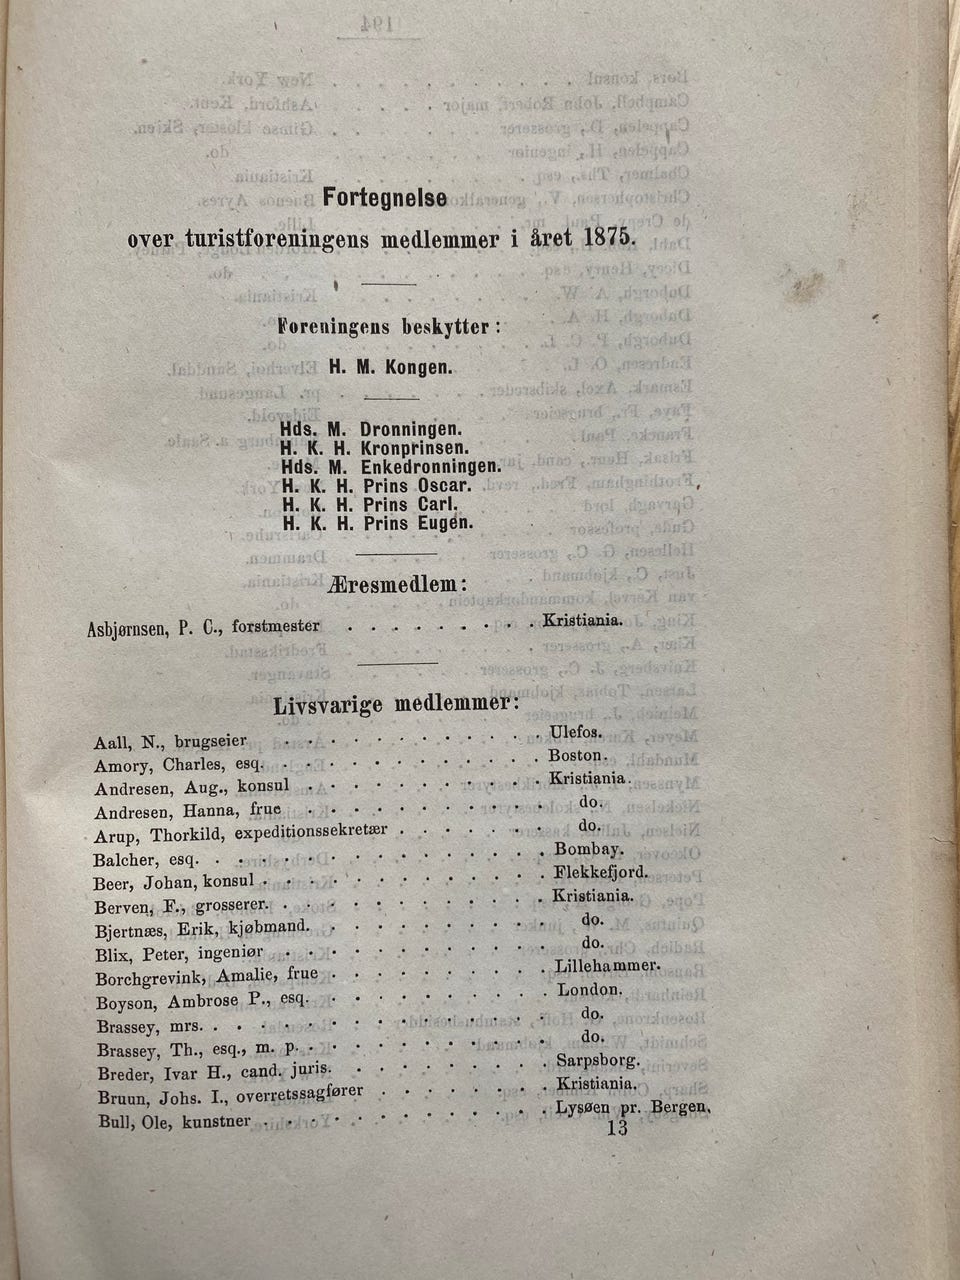 Fortegnelse
over turistforeningens medlemmer i året 1875.
Foreningens beskytter:
H. M. Kongen.
Hds. M. Dronningen.
H. K. H. Kronprinsen.
Hds. M. Enkedronningen.
H. K. H. Prins Oscar.
H. K. H. Prins Carl.
H. K. H. Prins Eugén.
Æresmedlem:
Asbjørnsen, P. C., forstmester . . . . . . . . . Kristiania.
Livsvarige medlemmer:
Aall, N., brugseier . . . . . . . . . . . . Ulefos.
Amory, Charles, esq. . . . . . . . . . . . . Boston.
Andresen, Aug., konsul . . . . . . . . . . . Kristiania.
Andresen, Hanna, frue . . . . . . . . . . . do.
Arup, Thorkild, expeditionssekretær . . . . . . . do.
Balcher, esq. . . . . . . . . . . . . . . . Bombay.
Beer, Johan, konsul . . . . . . . . . . . . . Flekkefjord.
Berven, F., grosserer. . . . . . . . . . . . . Kristiania.
Bjertnæs, Erik, kjøbmand. . . . . . . . . . . do.
Blix, Peter, ingeniør . . . . . . . . . . . . do.
Borchgrevink, Amalie, frue . . . . . . . . . . Lillehammer.
Boyson, Ambrose P., esq. . . . . . . . . . . . London.
Brassey, mrs. . . . . . . . . . . . . . . . do.
Brassey, Th., esq., m. p. . . . . . . . . . . . do.
Breder, Ivar H., cand. juris. . . . . . . . . . Sarpsborg.
Bruun, Johs. I., overretssagfører . . . . . . . . Kristiania.
Bull, Ole, kunstner . . . . . . . . . . . . . Lysøen pr. Bergen.
13